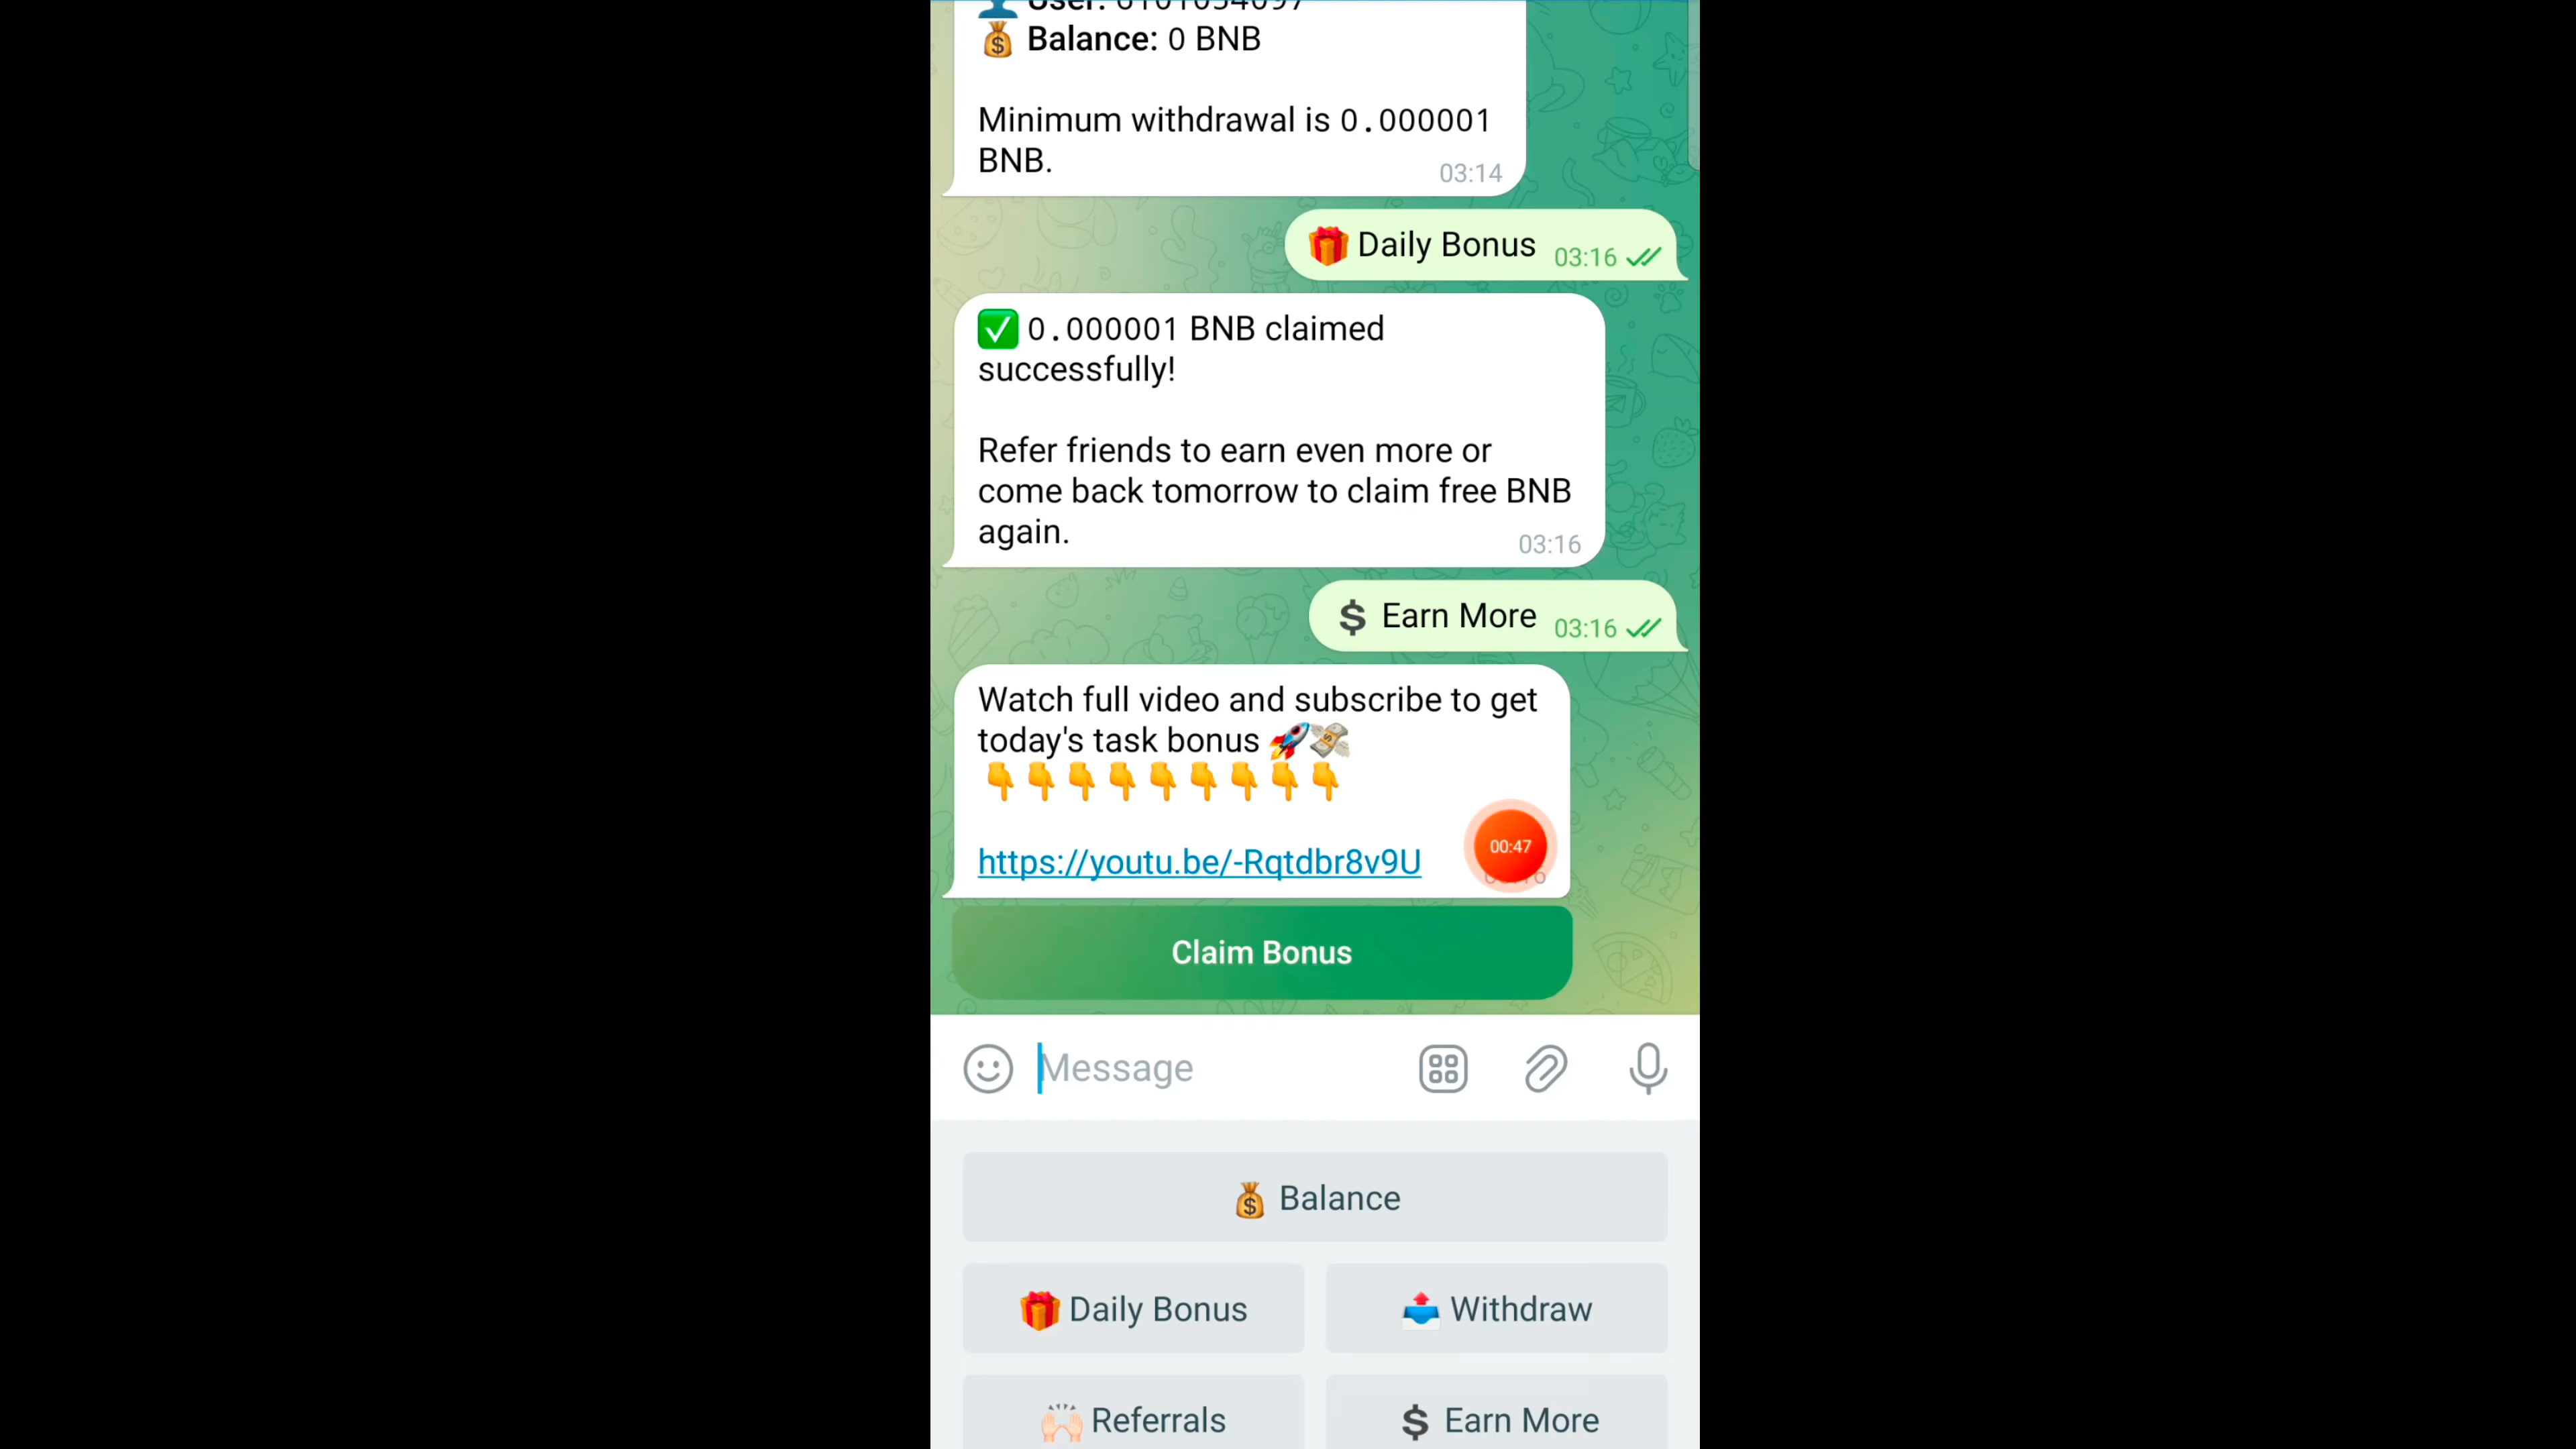 💰 Balance: 0 BNB
Minimum withdrawal is 0.000001
BNB.
03:14
🎁 Daily Bonus 03:16
✅ 0.000001 BNB claimed
successfully!
Refer friends to earn even more or
come back tomorrow to claim free BNB
again.
03:16
$ Earn More 03:16
Watch full video and subscribe to get
today's task bonus 🚀💸
👇👇👇👇👇👇👇👇👇
00:47
https://youtu.be/-Rqtdbr8v9U
Claim Bonus
Message
💰 Balance
🎁 Daily Bonus
📤 Withdraw
🙌🏻 Referrals
$ Earn More